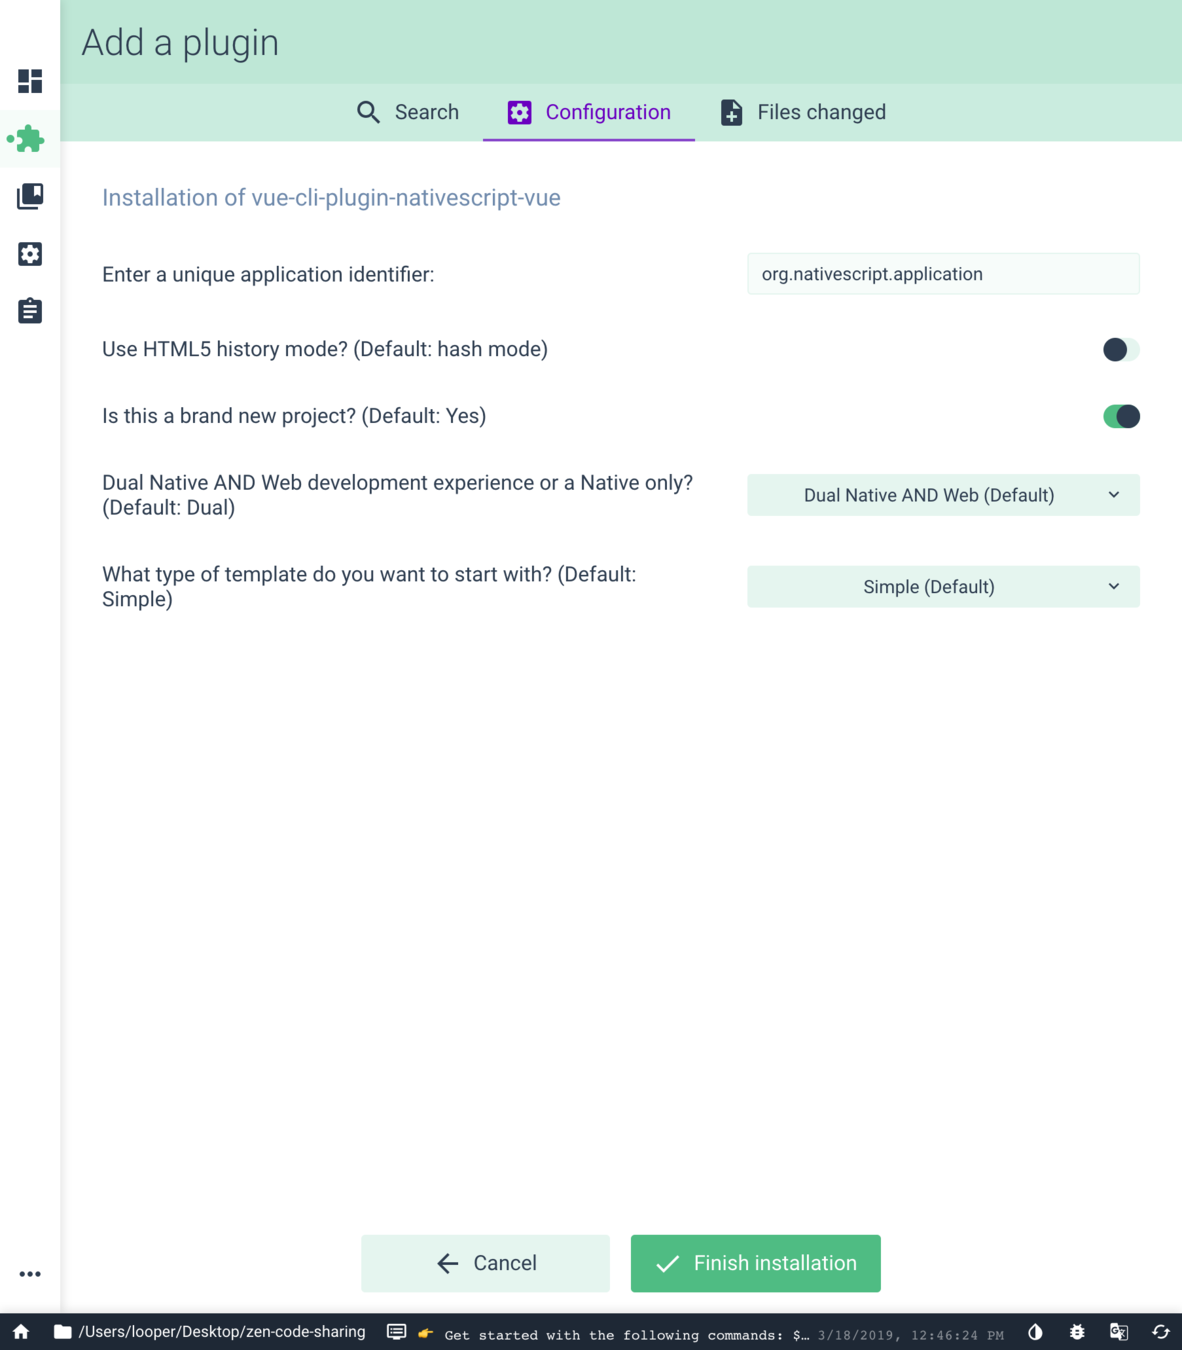 Add a plugin
Search
Configuration
Files changed
Installation of vue-cli-plugin-nativescript-vue
Enter a unique application identifier:
org.nativescript.application
Use HTML5 history mode? (Default: hash mode)
Is this a brand new project? (Default: Yes)
Dual Native AND Web development experience or a Native only?
(Default: Dual)
Dual Native AND Web (Default)
What type of template do you want to start with? (Default:
Simple)
Simple (Default)
Cancel
Finish installation
/Users/looper/Desktop/zen-code-sharing
Get started with the following commands: $…
3/18/2019, 12:46:24 PM